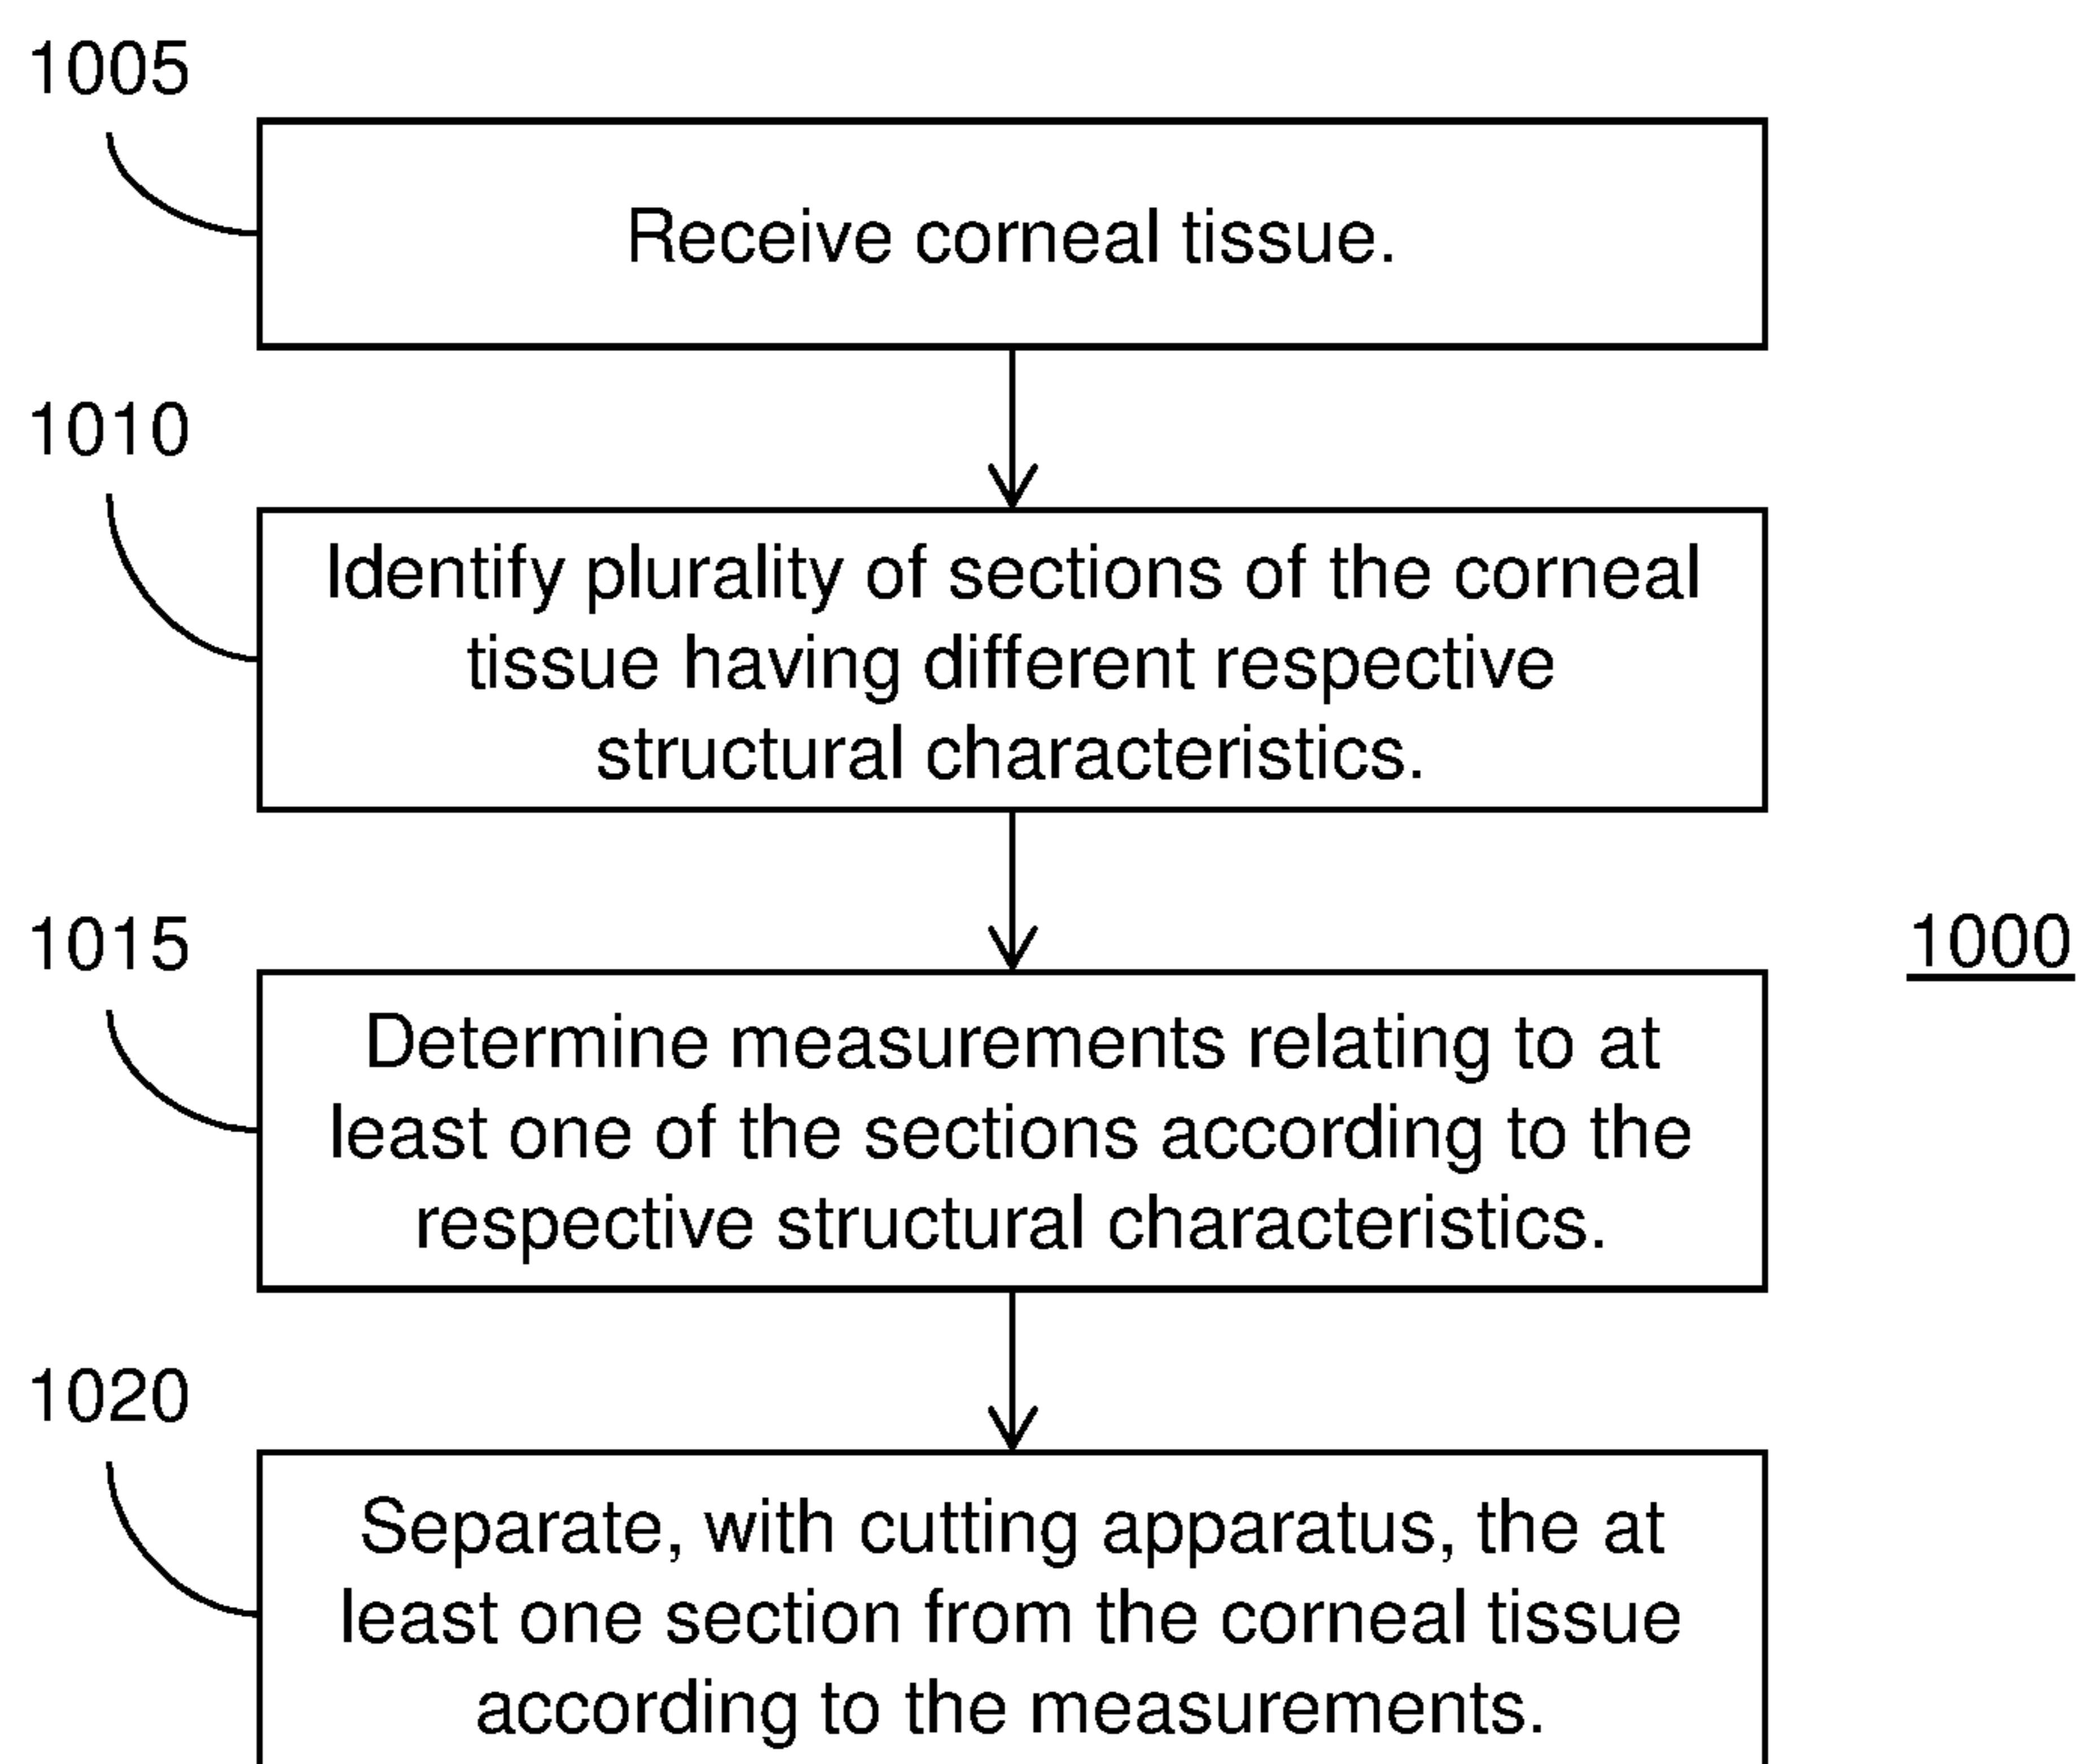 1005
Receive corneal tissue.
1010
Identify plurality of sections of the corneal
tissue having different respective
structural characteristics.
1015
1000
Determine measurements relating to at
least one of the sections according to the
respective structural characteristics.
1020
Separate, with cutting apparatus, the at
least one section from the corneal tissue
according to the measurements.